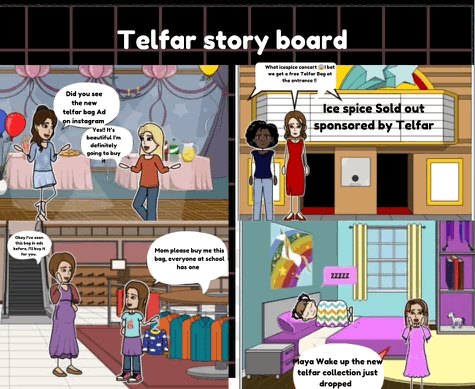 Telfar story board
Did you see
the new
telfar bag Ad
on instagram
Yes!! It's
beautiful I'm
definitely
going to buy
it
What icespice concert 😱I bet
we get a free Telfar Bag at
the entrance !!
Ice spice Sold out
sponsored by Telfar
Okay I've seen
this bag in ads
before, I'll buy it
for you.
Mom please buy me this
bag, everyone at school
has one
zzzzz
Maya Wake up the new
telfar collection just
dropped